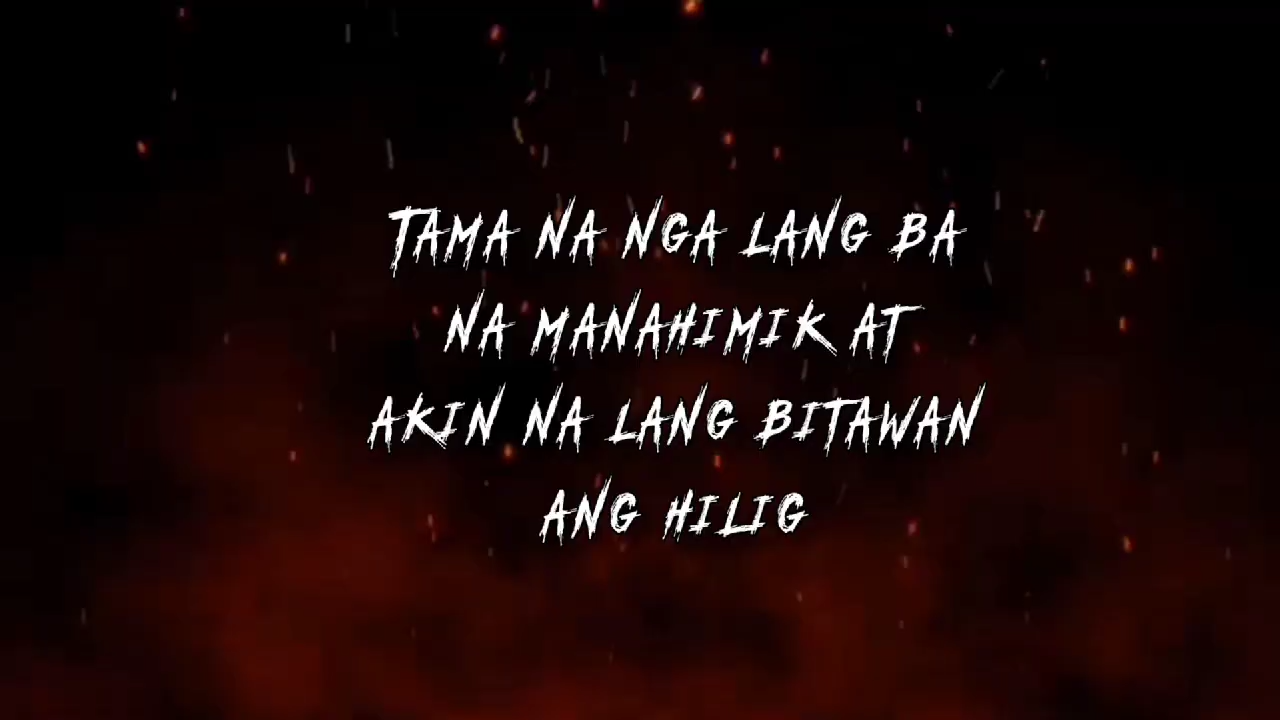 TAMA NA NGA LANG BA
NA MANAHIMIK AT
AKIN NA LANG BITAWAN
ANG HILIG